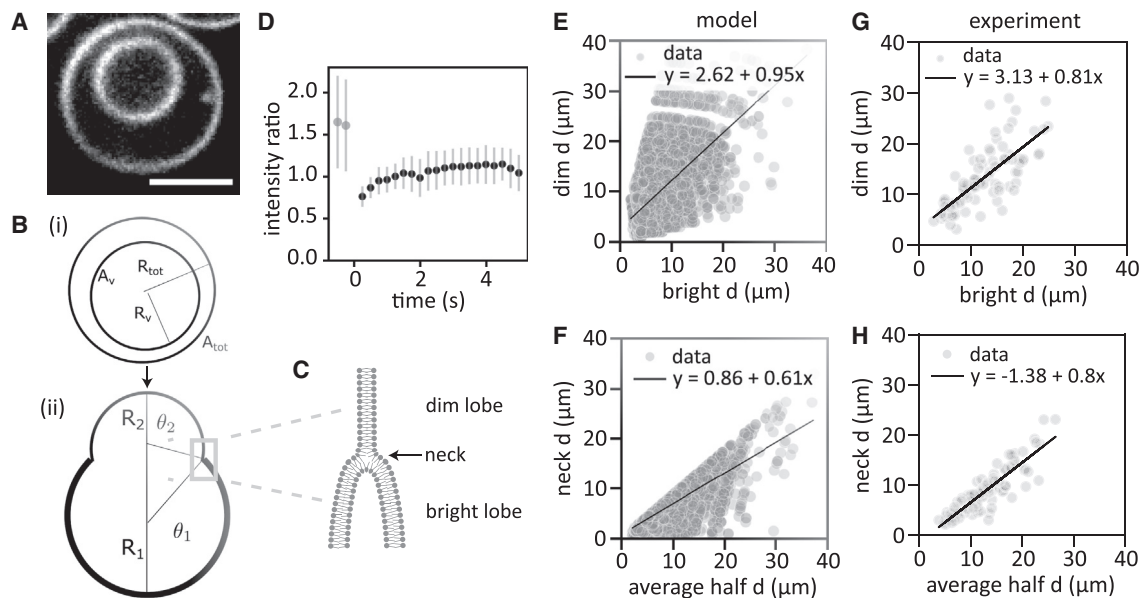 A
B
(i)
A_v
R_tot
R_v
A_tot
(ii)
R_2
θ_2
R_1
θ_1
C
dim lobe
neck
bright lobe
D
intensity ratio
2.0
1.5
1.0
0.5
0.0
0 2 4
time (s)
E
model
40
30
20
10
0
dim d (μm)
data
y = 2.62 + 0.95x
0 10 20 30 40
bright d (μm)
F
40
30
20
10
0
neck d (μm)
data
y = 0.86 + 0.61x
0 10 20 30 40
average half d (μm)
G
experiment
40
30
20
10
0
dim d (μm)
data
y = 3.13 + 0.81x
0 10 20 30 40
bright d (μm)
H
40
30
20
10
0
neck d (μm)
data
y = -1.38 + 0.8x
0 10 20 30 40
average half d (μm)